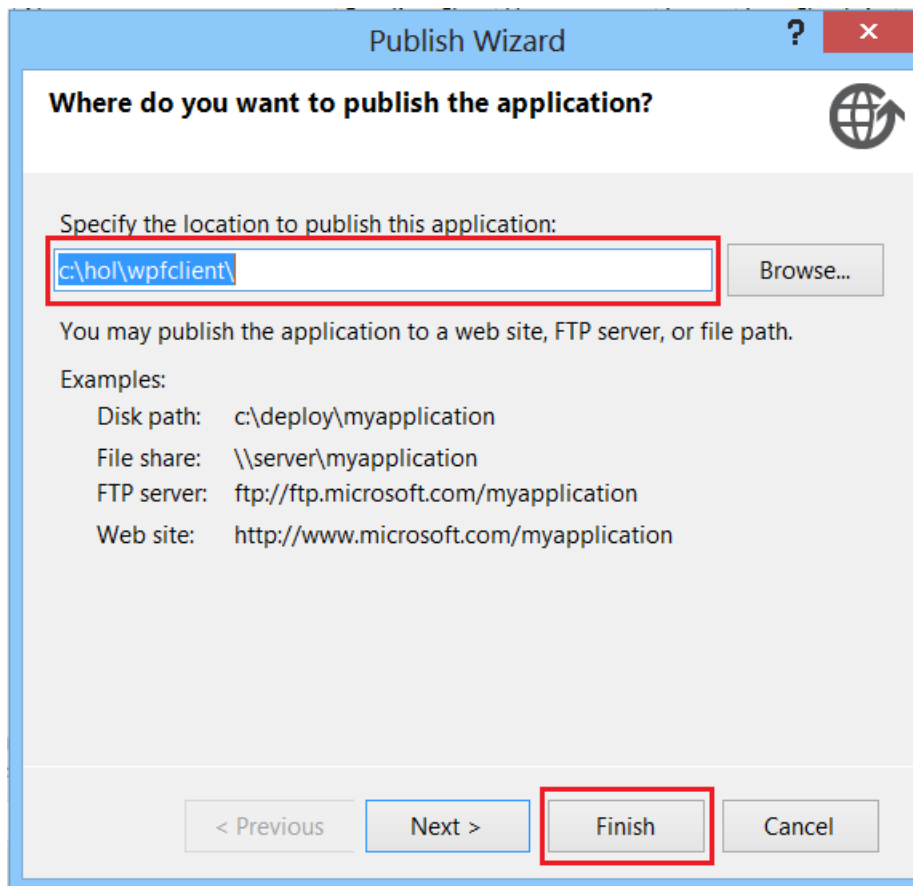 Publish Wizard
?
Where do you want to publish the application?
Specify the location to publish this application:
c:\hol\wpfclient\
Browse...
You may publish the application to a web site, FTP server, or file path.
Examples:
Disk path: c:\deploy\myapplication
File share: \\server\myapplication
FTP server: ftp://ftp.microsoft.com/myapplication
Web site: http://www.microsoft.com/myapplication
< Previous Next > Finish Cancel